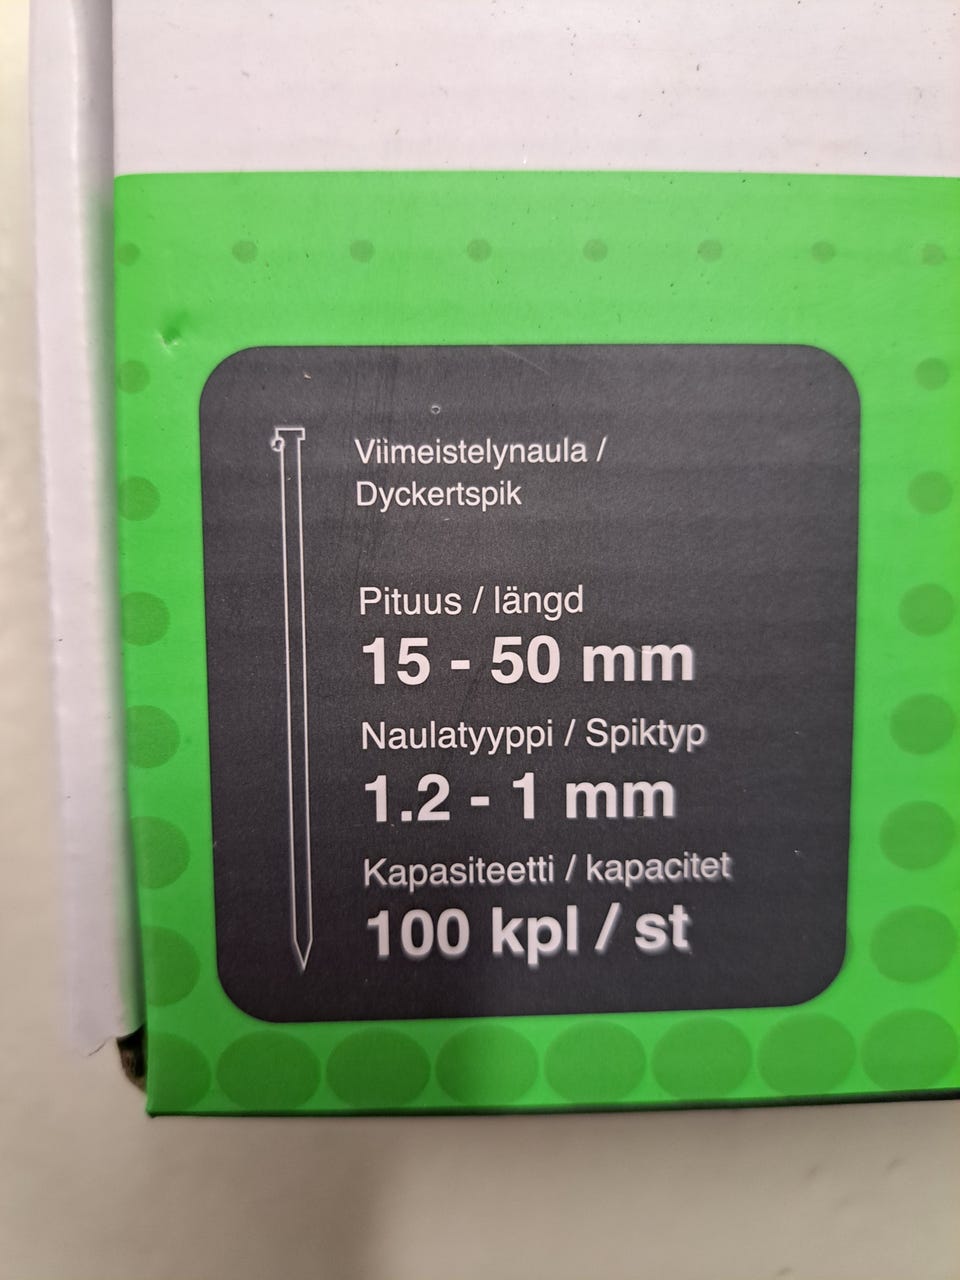 Viimeistelynaula /
Dyckertspik
Pituus / längd
15 - 50 mm
Naulatyyppi / Spiktyp
1.2 - 1 mm
Kapasiteetti / kapacitet
100 kpl / st